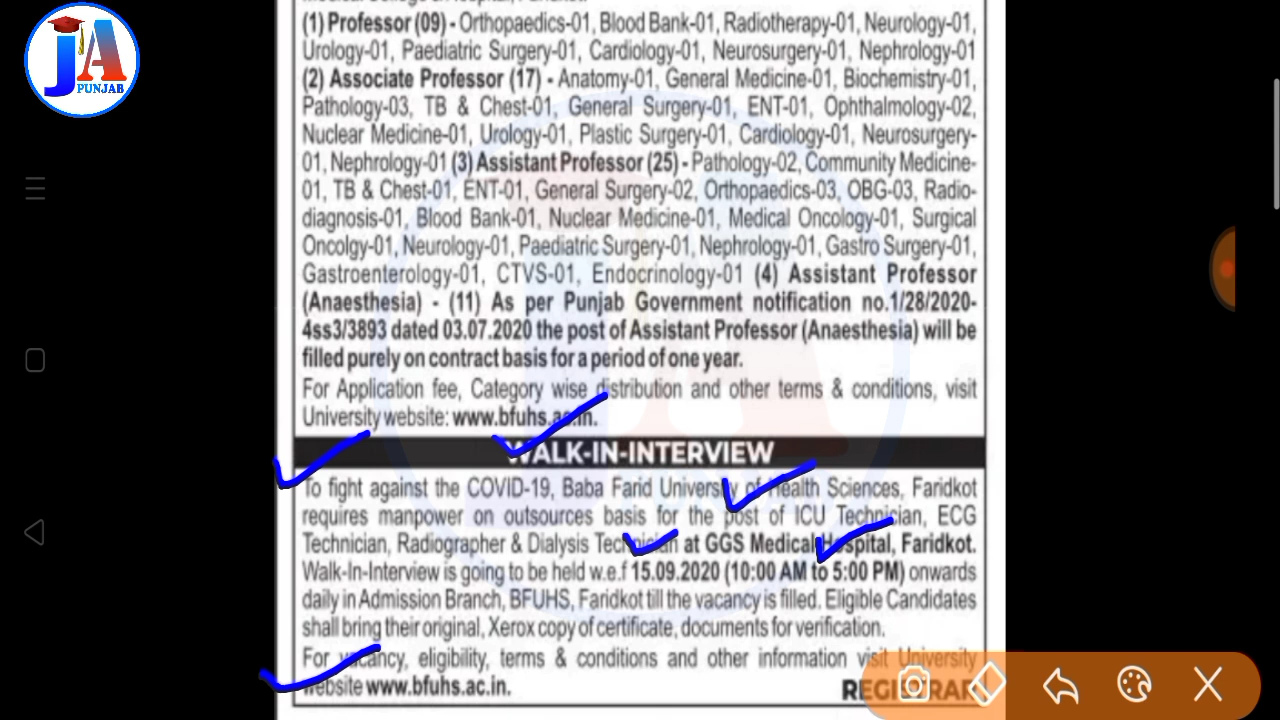 JA
PUNJAB
(1) Professor (09) - Orthopaedics-01, Blood Bank-01, Radiotherapy-01, Neurology-01,
Urology-01, Paediatric Surgery-01, Cardiology-01, Neurosurgery-01, Nephrology-01
(2) Associate Professor (17) - Anatomy-01, General Medicine-01, Biochemistry-01,
Pathology-03, TB & Chest-01, General Surgery-01, ENT-01, Ophthalmology-02,
Nuclear Medicine-01, Urology-01, Plastic Surgery-01, Cardiology-01, Neurosurgery-
01, Nephrology-01 (3) Assistant Professor (25) - Pathology-02, Community Medicine-
01, TB & Chest-01, ENT-01, General Surgery-02, Orthopaedics-03, OBG-03, Radio-
diagnosis-01, Blood Bank-01, Nuclear Medicine-01, Medical Oncology-01, Surgical
Oncolgy-01, Neurology-01, Paediatric Surgery-01, Nephrology-01, Gastro Surgery-01,
Gastroenterology-01, CTVS-01, Endocrinology-01 (4) Assistant Professor
(Anaesthesia) - (11) As per Punjab Government notification no.1/28/2020-
4ss3/3893 dated 03.07.2020 the post of Assistant Professor (Anaesthesia) will be
filled purely on contract basis for a period of one year.
For Application fee, Category wise distribution and other terms & conditions, visit
University website: www.bfuhs.ac.in.
WALK-IN-INTERVIEW
To fight against the COVID-19, Baba Farid University of Health Sciences, Faridkot
requires manpower on outsources basis for the post of ICU Technician, ECG
Technician, Radiographer & Dialysis Technician at GGS Medical Hospital, Faridkot.
Walk-In-Interview is going to be held w.e.f 15.09.2020 (10:00 AM to 5:00 PM) onwards
daily in Admission Branch, BFUHS, Faridkot till the vacancy is filled. Eligible Candidates
shall bring their original, Xerox copy of certificate, documents for verification.
For vacancy, eligibility, terms & conditions and other information visit University
website www.bfuhs.ac.in.
REGISTRAR